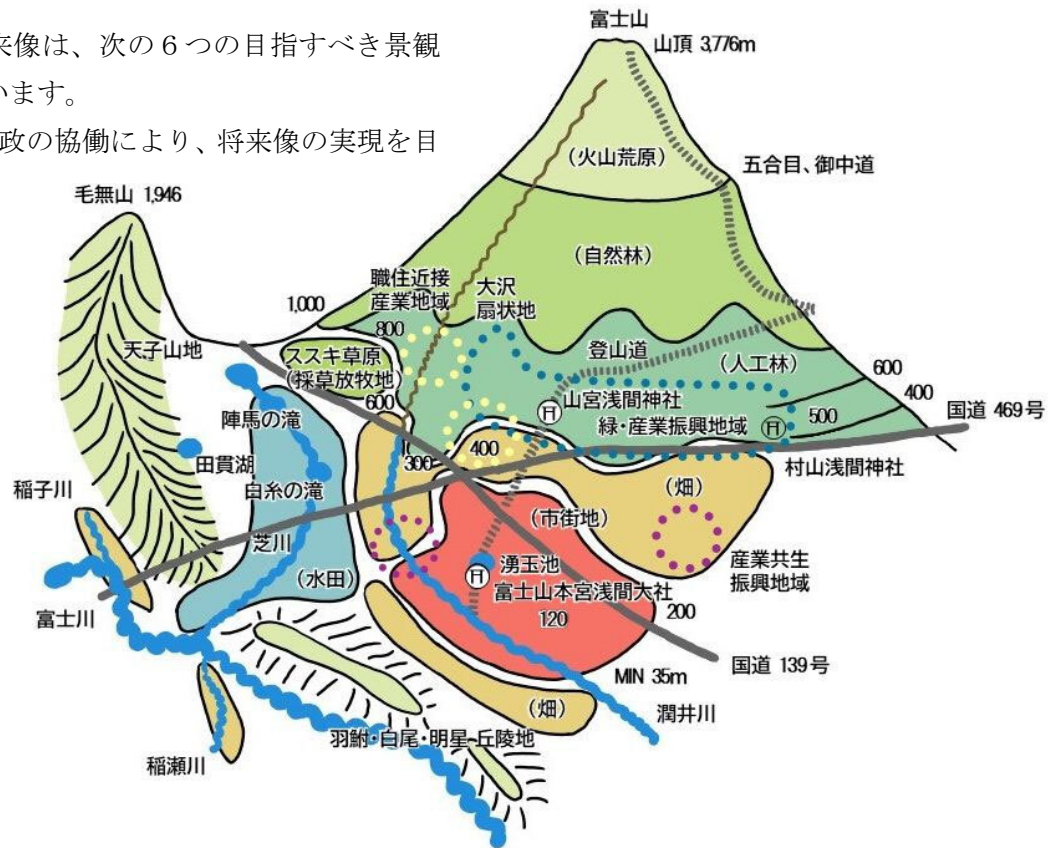 来像は、次の６つの目指すべき景観
います。
政の協働により、将来像の実現を目
富士山
山頂 3,776m
(火山荒原)
五合目、御中道
毛無山 1,946
(自然林)
職住近接
産業地域
大沢
扇状地
1,000
800
天子山地
ススキ草原
(採草放牧地)
登山道
(人工林)
600
400
500
600
国道 469号
山宮浅間神社
緑・産業振興地域
陣馬の滝
田貫湖
300
400
村山浅間神社
稲子川
白糸の滝
(畑)
(市街地)
芝川
(水田)
湧玉池
産業共生
振興地域
富士山本宮浅間大社
120
200
富士川
国道 139号
MIN 35m
(畑)
潤井川
羽鮒・白尾・明星 丘陵地
稲瀬川